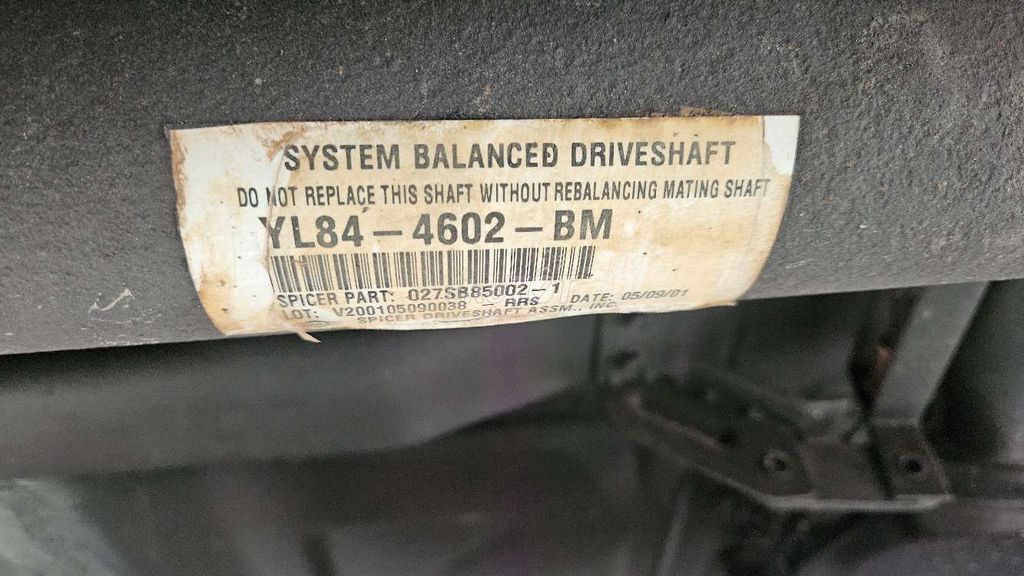 SYSTEM BALANCED DRIVESHAFT
DO NOT REPLACE THIS SHAFT WITHOUT REBALANCING MATING SHAFT
YL84-4602-BM
SPICER PART: 027SB85002-1
LOT: V200105090038 - RRS DATE: 05/09/01
SPICER DRIVESHAFT ASSM., INC.